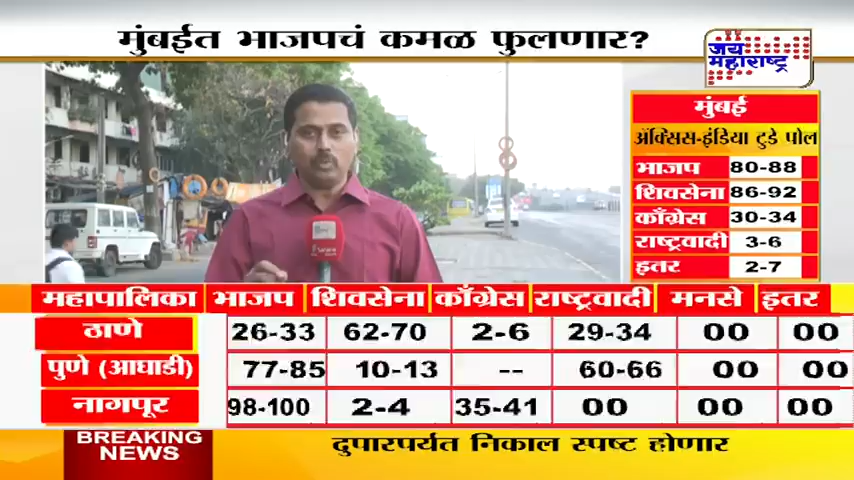 मुंबईत भाजपचं कमळ फुलणार?
जय महाराष्ट्र
मुंबई
ॲक्सिस-इंडिया टुडे पोल
भाजप 80-88
शिवसेना 86-92
काँग्रेस 30-34
राष्ट्रवादी 3-6
इतर 2-7
महापालिका भाजप शिवसेना काँग्रेस राष्ट्रवादी मनसे इतर
ठाणे 26-33 62-70 2-6 29-34 00 00
पुणे (आघाडी) 77-85 10-13 -- 60-66 00 00
नागपूर 98-100 2-4 35-41 00 00 00
BREAKING NEWS दुपारपर्यंत निकाल स्पष्ट होणार